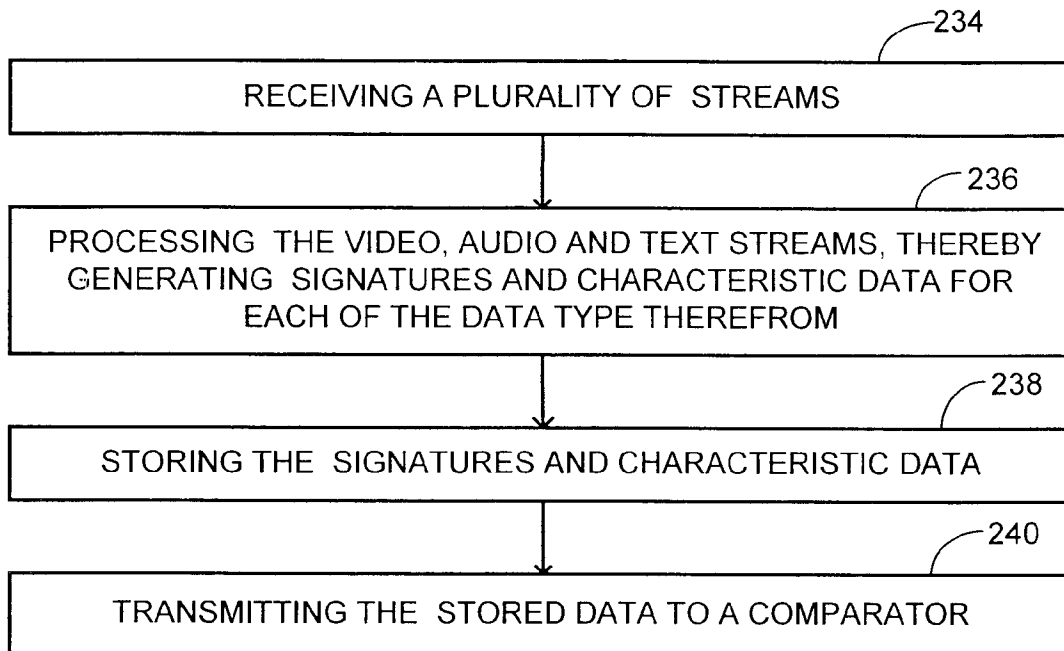 234
RECEIVING A PLURALITY OF STREAMS
236
PROCESSING THE VIDEO, AUDIO AND TEXT STREAMS, THEREBY
GENERATING SIGNATURES AND CHARACTERISTIC DATA FOR
EACH OF THE DATA TYPE THEREFROM
238
STORING THE SIGNATURES AND CHARACTERISTIC DATA
240
TRANSMITTING THE STORED DATA TO A COMPARATOR